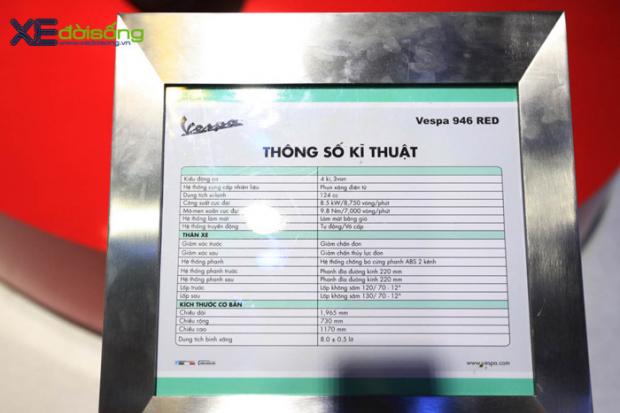 XE đời sống
www.xedoisong.vn
Vespa
Vespa 946 RED
THÔNG SỐ KĨ THUẬT
Kiểu động cơ 4 kì, 3van
Hệ thống cung cấp nhiên liệu Phun xăng điện tử
Dung tích xi-lanh 124 cc
Công suất cực đại 8.5 kW/8,750 vòng/phút
Mô-men xoắn cực đại 9.8 Nm/7,000 vòng/phút
Hệ thống làm mát Làm mát bằng gió
Hệ thống truyền động Tự động/Vô cấp
THÂN XE
Giảm xóc trước Giảm chấn đơn
Giảm xóc sau Giảm chấn thủy lực đơn
Hệ thống phanh Hệ thống chống bó cứng phanh ABS 2 kênh
Hệ thống phanh trước Phanh đĩa đường kính 220 mm
Hệ thống phanh sau Phanh đĩa đường kính 220 mm
Lốp trước Lốp không săm 120/ 70 - 12"
Lốp sau Lốp không săm 130/ 70 - 12"
KÍCH THƯỚC CƠ BẢN
Chiều dài 1,965 mm
Chiều rộng 730 mm
Chiều cao 1170 mm
Dung tích bình xăng 8.0 ± 0.5 lít
www.vespa.com